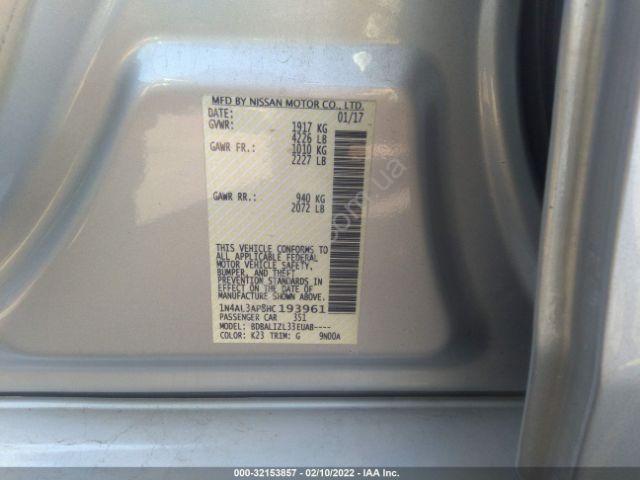 MFD BY NISSAN MOTOR CO., LTD.
DATE: 01/17
GVWR: 1917 KG
4226 LB
GAWR FR.: 1010 KG
2227 LB
GAWR RR.: 940 KG
2072 LB
THIS VEHICLE CONFORMS TO
ALL APPLICABLE FEDERAL
MOTOR VEHICLE SAFETY,
BUMPER, AND THEFT
PREVENTION STANDARDS IN
EFFECT ON THE DATE OF
MANUFACTURE SHOWN ABOVE.
1N4AL3AP8HC193961
PASSENGER CAR 351
MODEL: BDBALIZL33EUAB----
COLOR: K23 TRIM: G 9N00A
000-32153857 - 02/10/2022 - IAA Inc.